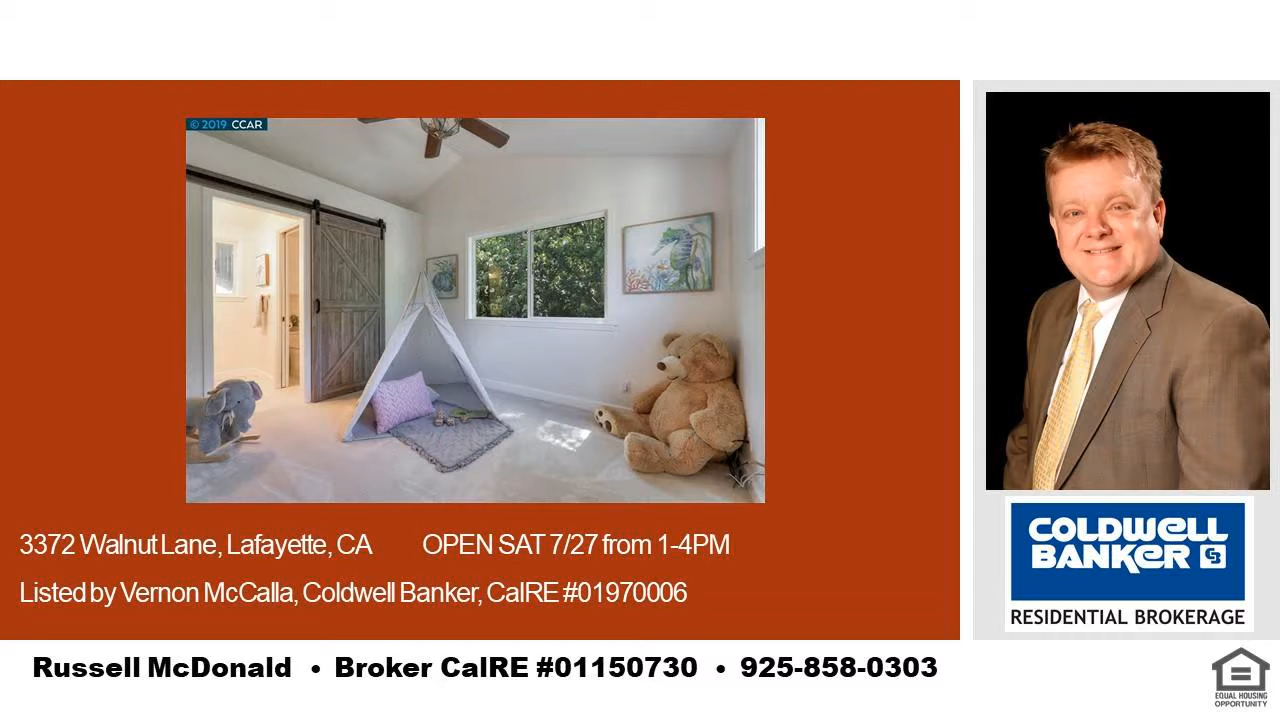 © 2019 CCAR
3372 Walnut Lane, Lafayette, CA OPEN SAT 7/27 from 1-4PM
Listed by Vernon McCalla, Coldwell Banker, CalRE #01970006
COLDWELL
BANKER CB
RESIDENTIAL BROKERAGE
Russell McDonald • Broker CalRE #01150730 • 925-858-0303
EQUAL HOUSING
OPPORTUNITY